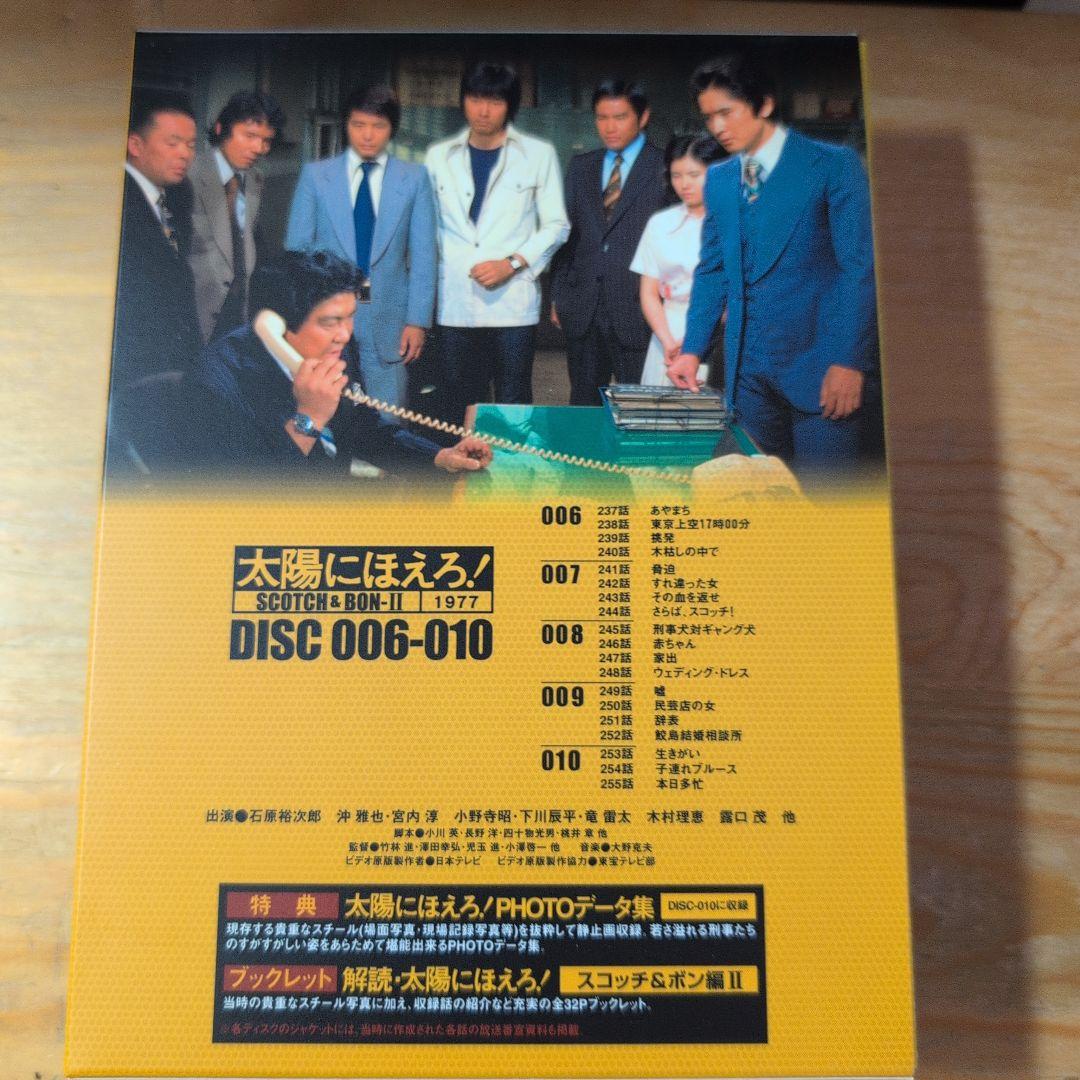 太陽にほえろ!
SCOTCH & BON-II 1977
DISC 006-010
006 237話 あやまち
238話 東京上空17時00分
239話 挑発
240話 木枯しの中で
007 241話 脅迫
242話 すれ違った女
243話 その血を返せ
244話 さらば、スコッチ!
008 245話 刑事犬対ギャング犬
246話 赤ちゃん
247話 家出
248話 ウェディング・ドレス
009 249話 嘘
250話 民芸店の女
251話 辞表
252話 鮫島結婚相談所
010 253話 生きがい
254話 子連れブルース
255話 本日多忙
出演●石原裕次郎 沖 雅也・宮内 淳 小野寺昭・下川辰平・竜 雷太 木村理恵 露口 茂 他
脚本●小川 英・長野 洋・四十物光男・桃井 章 他
監督●竹林 進・澤田幸弘・児玉 進・小澤啓一 他 音楽●大野克夫
ビデオ原版製作者●日本テレビ ビデオ原版製作協力●東宝テレビ部
特典 太陽にほえろ!PHOTOデータ集 DISC-010に収録
現存する貴重なスチール(場面写真・現場記録写真等)を抜粋して静止画収録。若さ溢れる刑事たち
のすがすがしい姿をあらためて堪能出来るPHOTOデータ集。
ブックレット 解読・太陽にほえろ! スコッチ&ボン編II
当時の貴重なスチール写真に加え、収録話の紹介など充実の全32Pブックレット。
※各ディスクのジャケットには、当時に作成された各話の放送番宣資料も掲載。